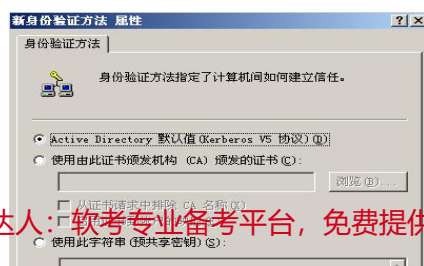 新身份验证方法 属性
身份验证方法
身份验证方法指定了计算机间如何建立信任。
Active Directory 默认值(Kerberos V5 协议)(D)
使用由此证书颁发机构 (CA) 颁发的证书(C):
浏览(B)...
从证书请求中排除 CA 名称(X)
达人：软考专业备考平台，免费提供
使用此字符串(预共享密钥)(S):